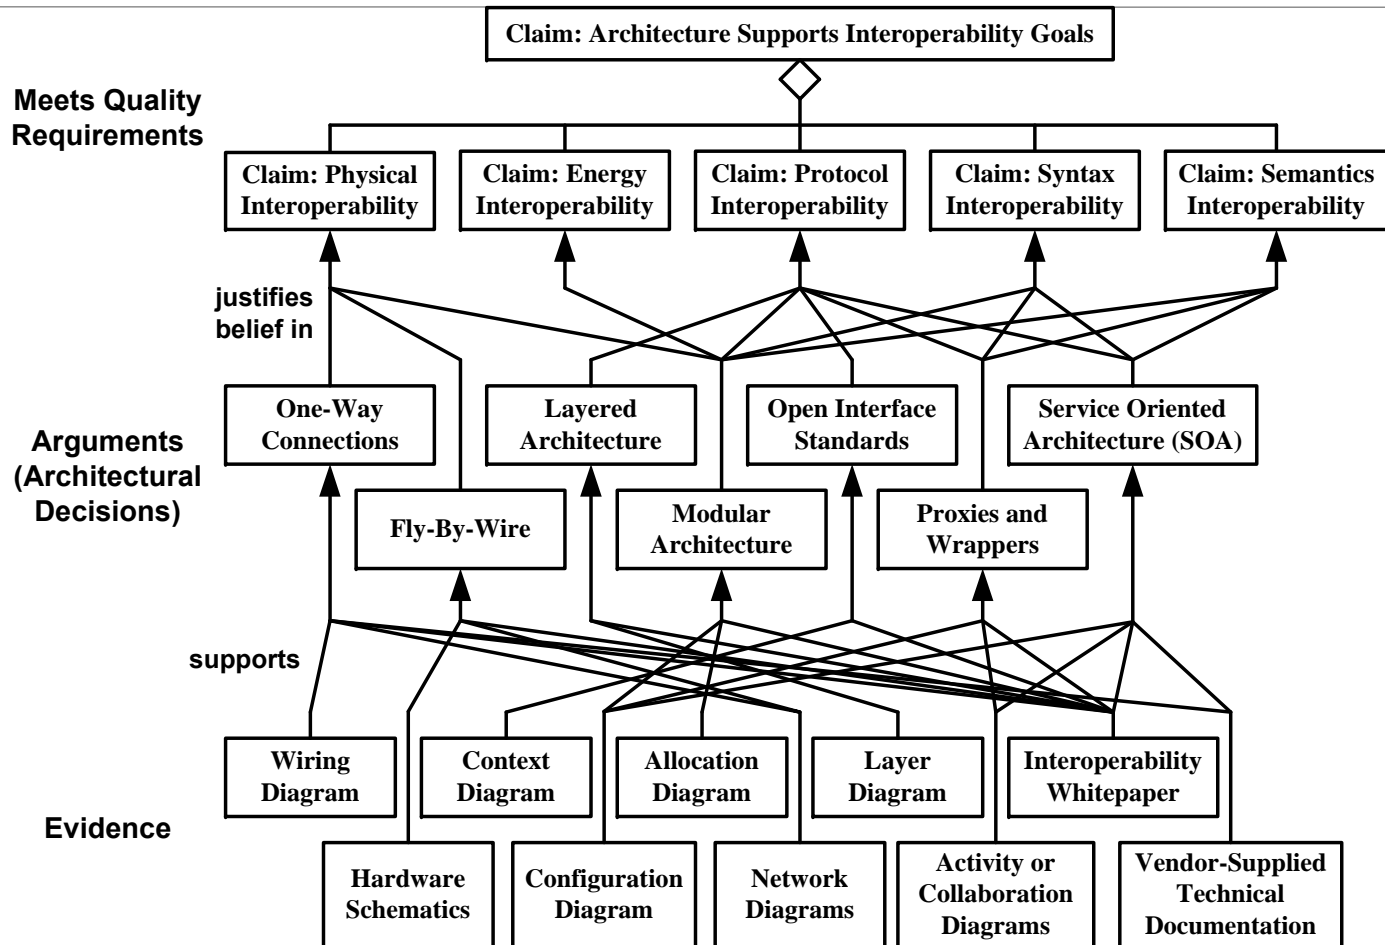 Claim: Architecture Supports Interoperability Goals
Meets Quality
Requirements
Claim: Physical
Interoperability
Claim: Energy
Interoperability
Claim: Protocol
Interoperability
Claim: Syntax
Interoperability
Claim: Semantics
Interoperability
justifies
belief in
Arguments
(Architectural
Decisions)
One-Way
Connections
Layered
Architecture
Open Interface
Standards
Service Oriented
Architecture (SOA)
Fly-By-Wire
Modular
Architecture
Proxies and
Wrappers
supports
Evidence
Wiring
Diagram
Context
Diagram
Allocation
Diagram
Layer
Diagram
Interoperability
Whitepaper
Hardware
Schematics
Configuration
Diagram
Network
Diagrams
Activity or
Collaboration
Diagrams
Vendor-Supplied
Technical
Documentation